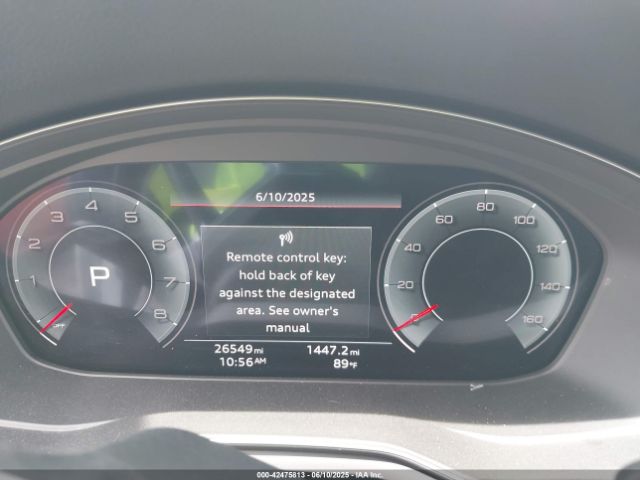 6/10/2025
Remote control key:
hold back of key
against the designated
area. See owner's
manual
1 2 3 4 5 6 7 8
OFF
P
0 20 40 60 80 100 120 140 160
26549 mi 1447.2 mi
10:56 AM 89°F
000-42475813 - 06/10/2025 - IAA Inc.